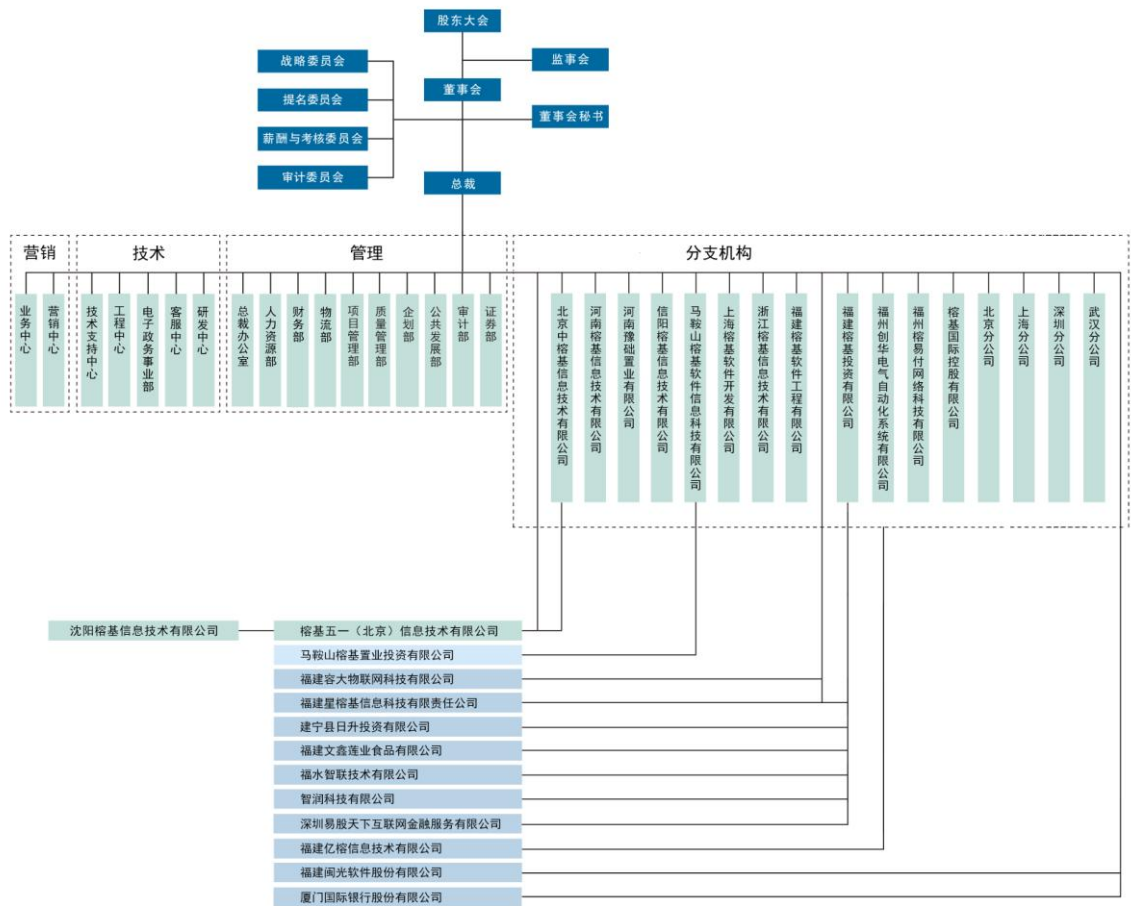 股东大会
战略委员会
监事会
董事会
提名委员会
董事会秘书
薪酬与考核委员会
审计委员会
总裁
营销
技术
管理
分支机构
业务中心
营销中心
技术支持中心
工程中心
电子政务事业部
客服中心
研发中心
总裁办公室
人力资源部
财务部
物流部
项目管理部
质量管理部
企划部
公共发展部
审计部
证券部
北京中榕基信息技术有限公司
河南榕基信息技术有限公司
河南豫础置业有限公司
信阳榕基信息技术有限公司
马鞍山榕基软件信息科技有限公司
上海榕基软件开发有限公司
浙江榕基信息技术有限公司
福建榕基软件工程有限公司
福建榕基投资有限公司
福州创华电气自动化系统有限公司
福州榕易付网络科技有限公司
榕基国际控股有限公司
北京分公司
上海分公司
深圳分公司
武汉分公司
沈阳榕基信息技术有限公司
榕基五一（北京）信息技术有限公司
马鞍山榕基置业投资有限公司
福建容大物联网科技有限公司
福建星榕基信息科技有限责任公司
建宁县日升投资有限公司
福建文鑫莲业食品有限公司
福水智联技术有限公司
智润科技有限公司
深圳易股天下互联网金融服务有限公司
福建亿榕信息技术有限公司
福建闽光软件股份有限公司
厦门国际银行股份有限公司